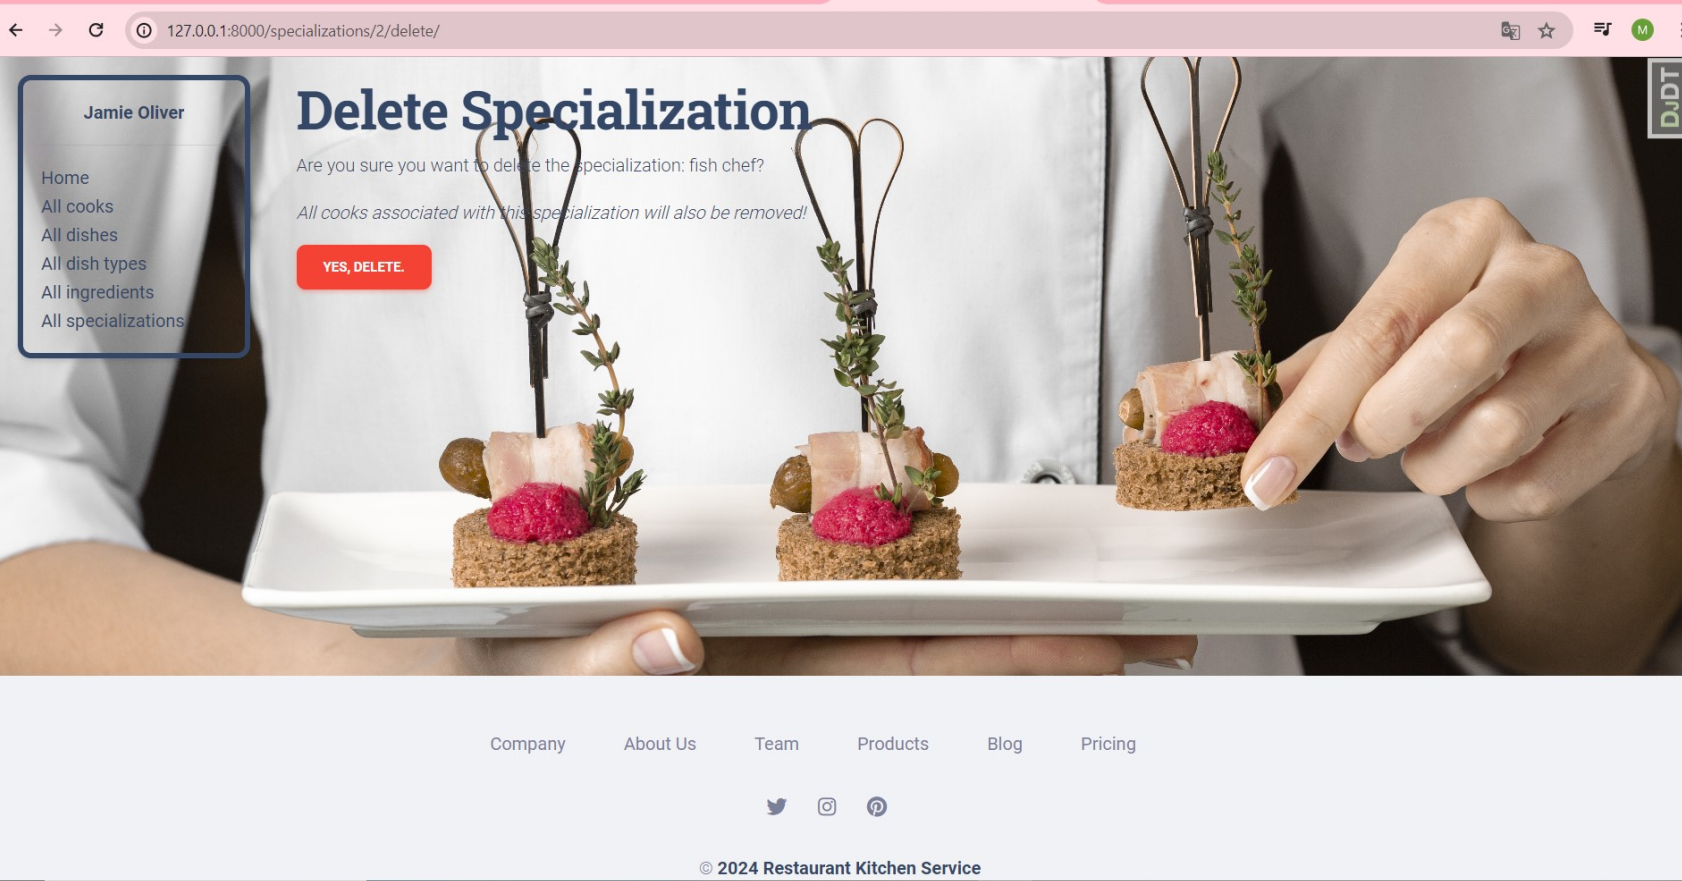 127.0.0.1:8000/specializations/2/delete/
M
DJDT
Jamie Oliver
Home
All cooks
All dishes
All dish types
All ingredients
All specializations
Delete Specialization
Are you sure you want to delete the specialization: fish chef?
All cooks associated with this specialization will also be removed!
YES, DELETE.
Company About Us Team Products Blog Pricing
© 2024 Restaurant Kitchen Service